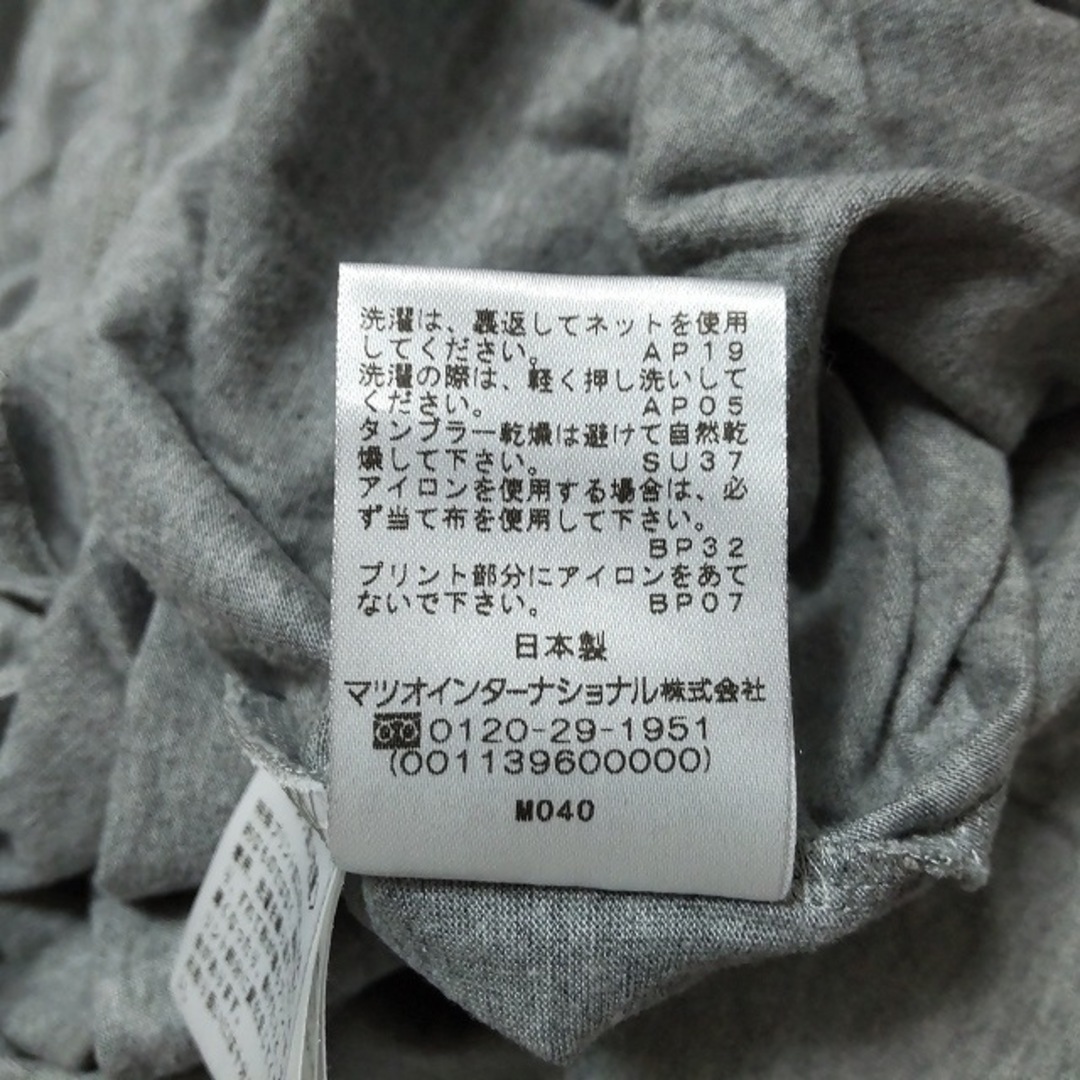 洗濯は、裏返してネットを使用
してください。 AP19
洗濯の際は、軽く押し洗いして
ください。 AP05
タンブラー乾燥は避けて自然乾
燥して下さい。 SU37
アイロンを使用する場合は、必
ず当て布を使用して下さい。
BP32
プリント部分にアイロンをあて
ないで下さい。 BP07
日本製
マツオインターナショナル株式会社
0120-29-1951
(001139600000)
M040